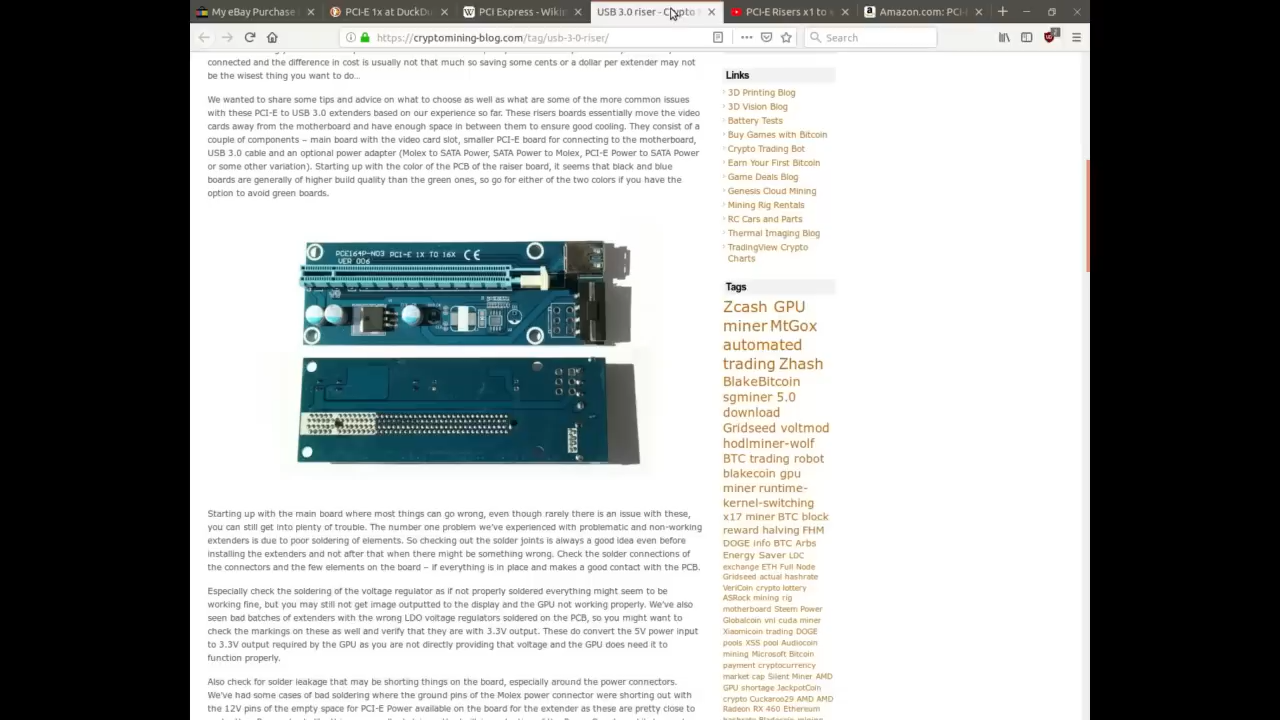 My eBay Purchase
PCI-E 1x at DuckDu
PCI Express - Wikip
USB 3.0 riser - Crypto
PCI-E Risers x1 to
Amazon.com: PCI-
https://cryptomining-blog.com/tag/usb-3-0-riser/
Search
connected and the difference in cost is usually not that much so saving some cents or a dollar per extender may not
be the wisest thing you want to do...
We wanted to share some tips and advice on what to choose as well as what are some of the more common issues
with these PCI-E to USB 3.0 extenders based on our experience so far. These risers boards essentially move the video
cards away from the motherboard and have enough space in between them to ensure good cooling. They consist of a
couple of components – main board with the video card slot, smaller PCI-E board for connecting to the motherboard,
USB 3.0 cable and an optional power adapter (Molex to SATA Power, SATA Power to Molex, PCI-E Power to SATA Power
or some other variation). Starting up with the color of the PCB of the raiser board, it seems that black and blue
boards are generally of higher build quality than the green ones, so go for either of the two colors if you have the
option to avoid green boards.
PCE164P-N03 PCI-E 1X TO 16X CE
VER 006
Starting up with the main board where most things can go wrong, even though rarely there is an issue with these,
you can still get into plenty of trouble. The number one problem we've experienced with problematic and non-working
extenders is due to poor soldering of elements. So checking out the solder joints is always a good idea even before
installing the extenders and not after that when there might be something wrong. Check the solder connections of
the connectors and the few elements on the board – if everything is in place and makes a good contact with the PCB.
Especially check the soldering of the voltage regulator as if not properly soldered everything might seem to be
working fine, but you may still not get image outputted to the display and the GPU not working properly. We've also
seen bad batches of extenders with the wrong LDO voltage regulators soldered on the PCB, so you might want to
check the markings on these as well and verify that they are with 3.3V output. These do convert the 5V power input
to 3.3V output required by the GPU as you are not directly providing that voltage and the GPU does need it to
function properly.
Also check for solder leakage that may be shorting things on the board, especially around the power connectors.
We've had some cases of bad soldering where the ground pins of the Molex power connector were shorting out with
the 12V pins of the empty space for PCI-E Power available on the board for the extender as these are pretty close to
Links
3D Printing Blog
3D Vision Blog
Battery Tests
Buy Games with Bitcoin
Crypto Trading Bot
Earn Your First Bitcoin
Game Deals Blog
Genesis Cloud Mining
Mining Rig Rentals
RC Cars and Parts
Thermal Imaging Blog
TradingView Crypto
Charts
Tags
Zcash GPU
miner MtGox
automated
trading Zhash
BlakeBitcoin
sgminer 5.0
download
Gridseed voltmod
hodlminer-wolf
BTC trading robot
blakecoin gpu
miner runtime-
kernel-switching
x17 miner BTC block
reward halving FHM
DOGE info BTC Arbs
Energy Saver LDC
exchange ETH Full Node
Gridseed actual hashrate
VeriCoin crypto lottery
ASRock mining rig
motherboard Steem Power
Globalcoin vnl cuda miner
Xiaomicoin trading DOGE
pools XSS pool Audiocoin
mining Microsoft Bitcoin
payment cryptocurrency
market cap Silent Miner AMD
GPU shortage JackpotCoin
crypto Cuckaroo29 AMD AMD
Radeon RX 460 Ethereum